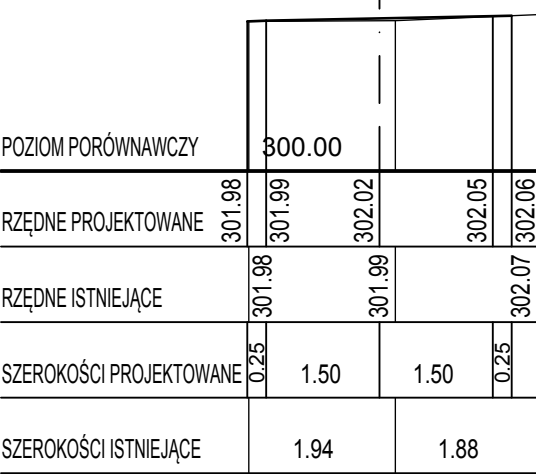 POZIOM PORÓWNAWCZY 300.00
RZĘDNE PROJEKTOWANE 301.98 301.99 302.02 302.05 302.06
RZĘDNE ISTNIEJĄCE 301.98 301.99 302.07
SZEROKOŚCI PROJEKTOWANE 0.25 1.50 1.50 0.25
SZEROKOŚCI ISTNIEJĄCE 1.94 1.88